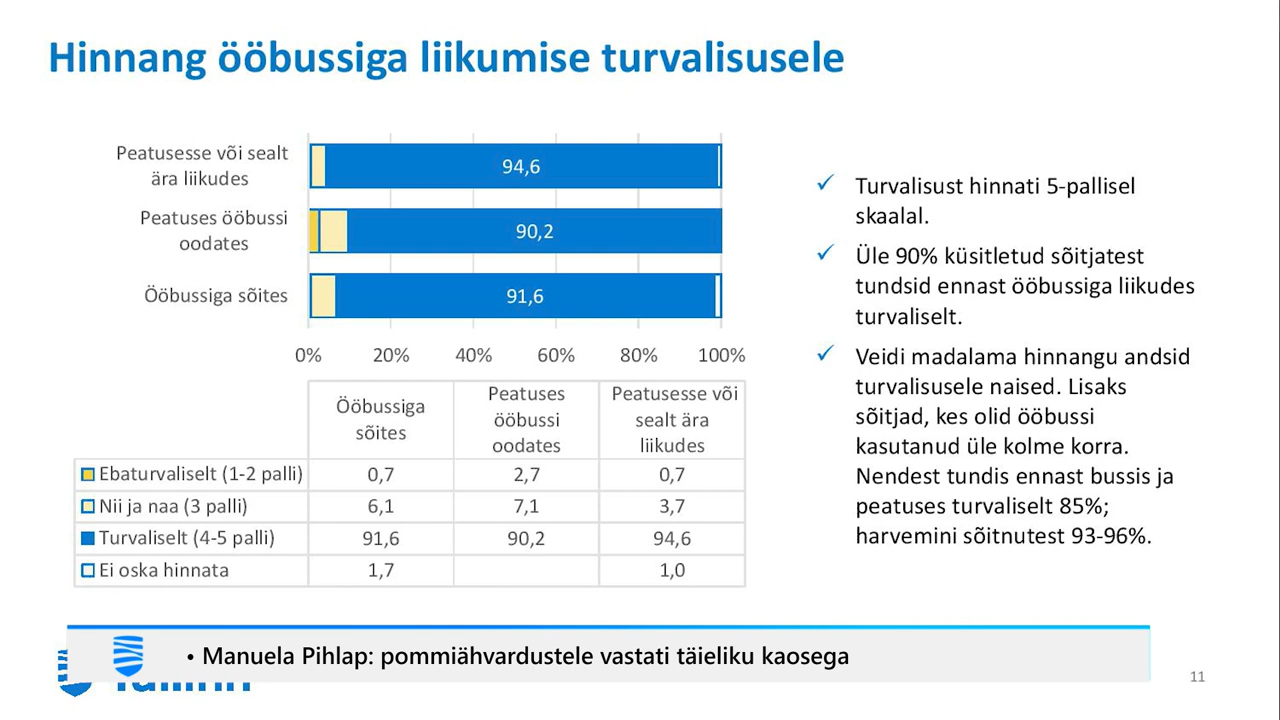 Hinnang ööbussiga liikumise turvalisusele
Peatusesse või sealt
ära liikudes
94,6
Peatuses ööbussi
oodates
90,2
Ööbussiga sõites
91,6
0% 20% 40% 60% 80% 100%
Ööbussiga
sõites
Peatuses
ööbussi
oodates
Peatusesse või
sealt ära
liikudes
Ebaturvaliselt (1-2 palli) 0,7 2,7 0,7
Nii ja naa (3 palli) 6,1 7,1 3,7
Turvaliselt (4-5 palli) 91,6 90,2 94,6
Ei oska hinnata 1,7 1,0
✓ Turvalisust hinnati 5-pallisel
skaalal.
✓ Üle 90% küsitletud sõitjatest
tundsid ennast ööbussiga liikudes
turvaliselt.
✓ Veidi madalama hinnangu andsid
turvalisusele naised. Lisaks
sõitjad, kes olid ööbussi
kasutanud üle kolme korra.
Nendest tundis ennast bussis ja
peatuses turvaliselt 85%;
harvemini sõitnutest 93-96%.
• Manuela Pihlap: pommiähvardustele vastati täieliku kaosega
11